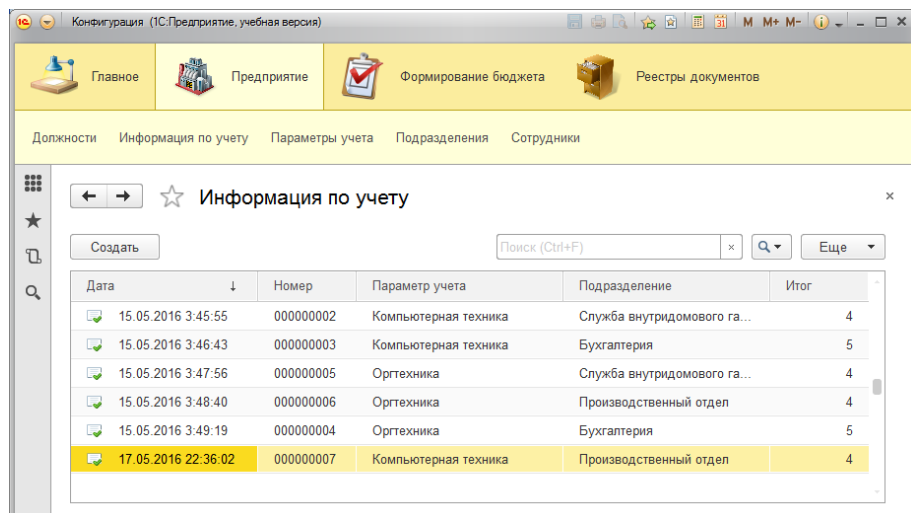 1С Конфигурация (1С:Предприятие, учебная версия) 31 M M+ M-
Главное Предприятие Формирование бюджета Реестры документов
Должности Информация по учету Параметры учета Подразделения Сотрудники
Информация по учету
Создать Поиск (Ctrl+F) Еще
Дата Номер Параметр учета Подразделение Итог
15.05.2016 3:45:55 000000002 Компьютерная техника Служба внутридомового га... 4
15.05.2016 3:46:43 000000003 Компьютерная техника Бухгалтерия 5
15.05.2016 3:47:56 000000005 Оргтехника Служба внутридомового га... 4
15.05.2016 3:48:40 000000006 Оргтехника Производственный отдел 4
15.05.2016 3:49:19 000000004 Оргтехника Бухгалтерия 5
17.05.2016 22:36:02 000000007 Компьютерная техника Производственный отдел 4